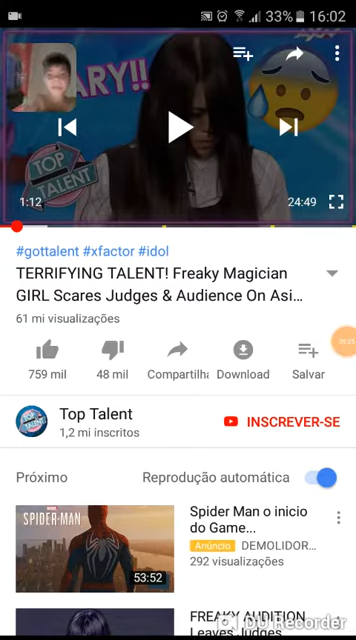 33% 16:02
ARY!!
TOP
TALENT
1:12
24:49
#gottalent #xfactor #idol
TERRIFYING TALENT! Freaky Magician
GIRL Scares Judges & Audience On Asi...
61 mi visualizações
759 mil
48 mil
Compartilha
Download
Salvar
09:25
Top Talent
1,2 mi inscritos
INSCREVER-SE
Próximo
Reprodução automática
MARVEL
SPIDER-MAN
53:52
Spider Man o inicio
do Game...
Anúncio DEMOLIDOR...
292 visualizações
FREAKY AUDITION
Leaves Judges
DU Recorder